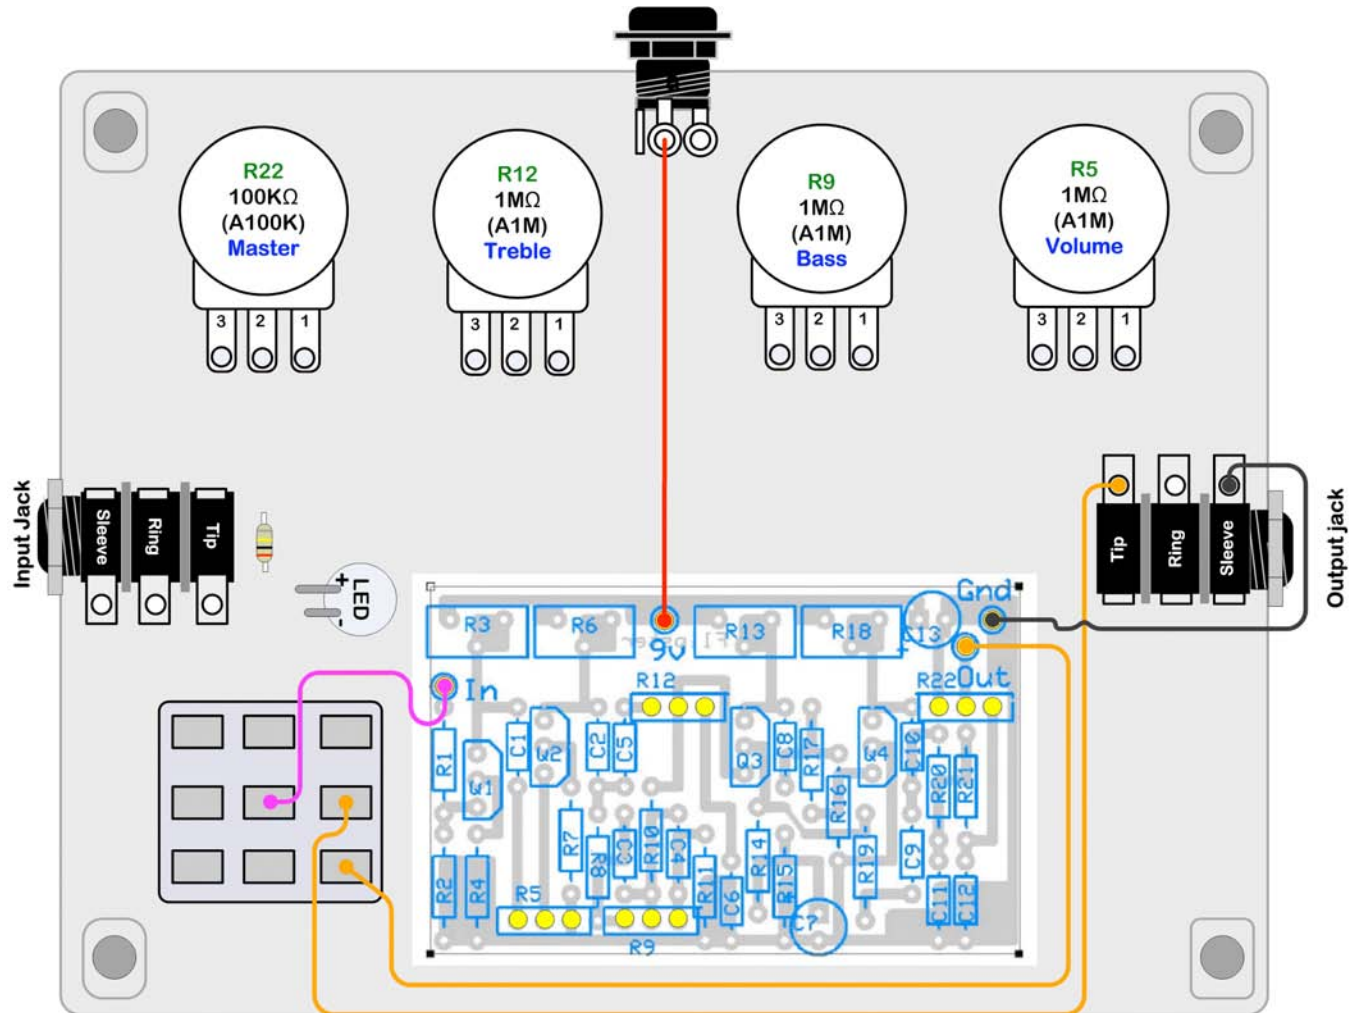 R22
100KΩ
(A100K)
Master
R12
1MΩ
(A1M)
Treble
R9
1MΩ
(A1M)
Bass
R5
1MΩ
(A1M)
Volume
3 2 1
3 2 1
3 2 1
3 2 1
Input Jack
Sleeve
Ring
Tip
+
LED
-
Tip
Ring
Sleeve
Output jack
Gnd
R3
R6
9v
R13
R18
C13
+
Out
In
R12
R22
R1
Q1
C1
Q2
C2
C5
Q3
C8
R17
Q4
C10
R20
R21
R16
R7
R8
C3
R10
C4
R11
C6
R14
R15
R19
C9
R2
R4
C11
C12
R5
R9
C7